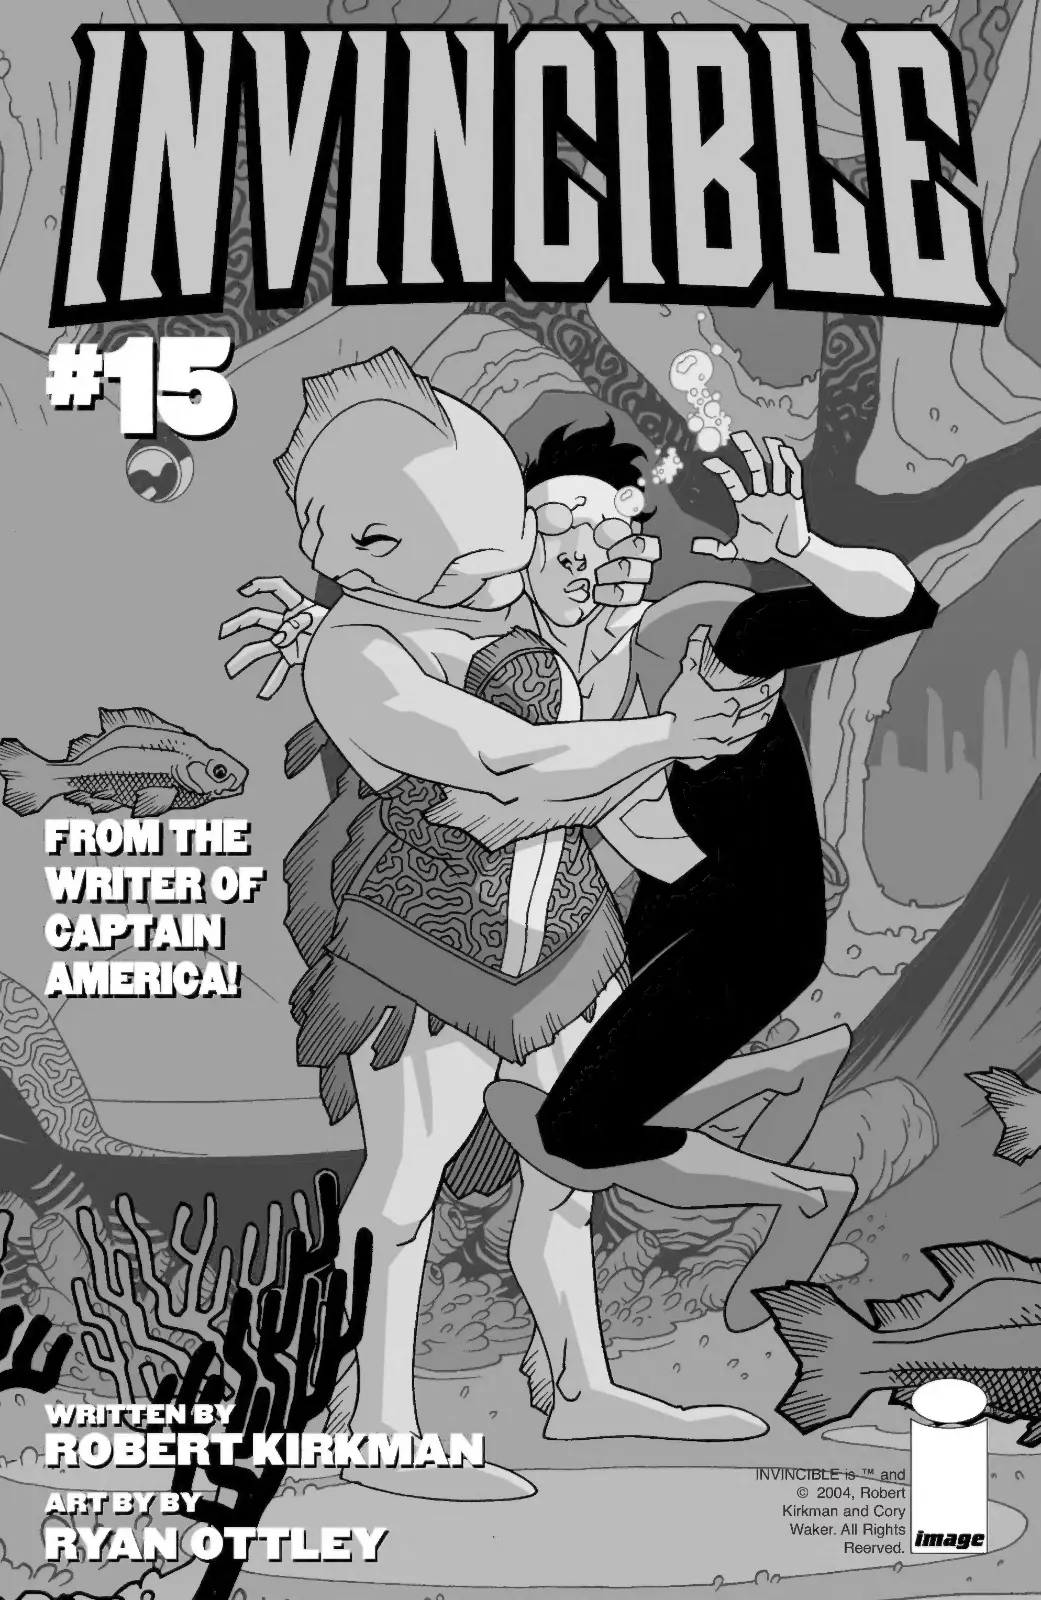 INVINCIBLE
#15
FROM THE
WRITER OF
CAPTAIN
AMERICA!
WRITTEN BY
ROBERT KIRKMAN
ART BY BY
RYAN OTTLEY
INVINCIBLE is ™ and
© 2004, Robert
Kirkman and Cory
Waker. All Rights
Reerved.
image